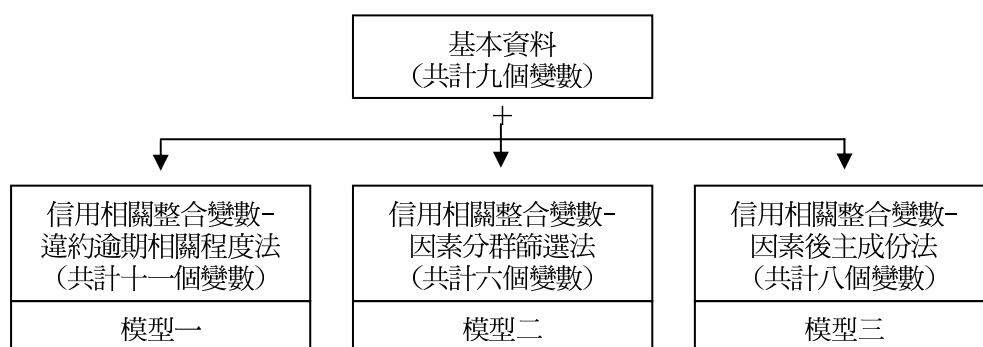 基本資料
（共計九個變數）
＋
信用相關整合變數-
違約逾期相關程度法
（共計十一個變數）
模型一
信用相關整合變數-
因素分群篩選法
（共計六個變數）
模型二
信用相關整合變數-
因素後主成份法
（共計八個變數）
模型三